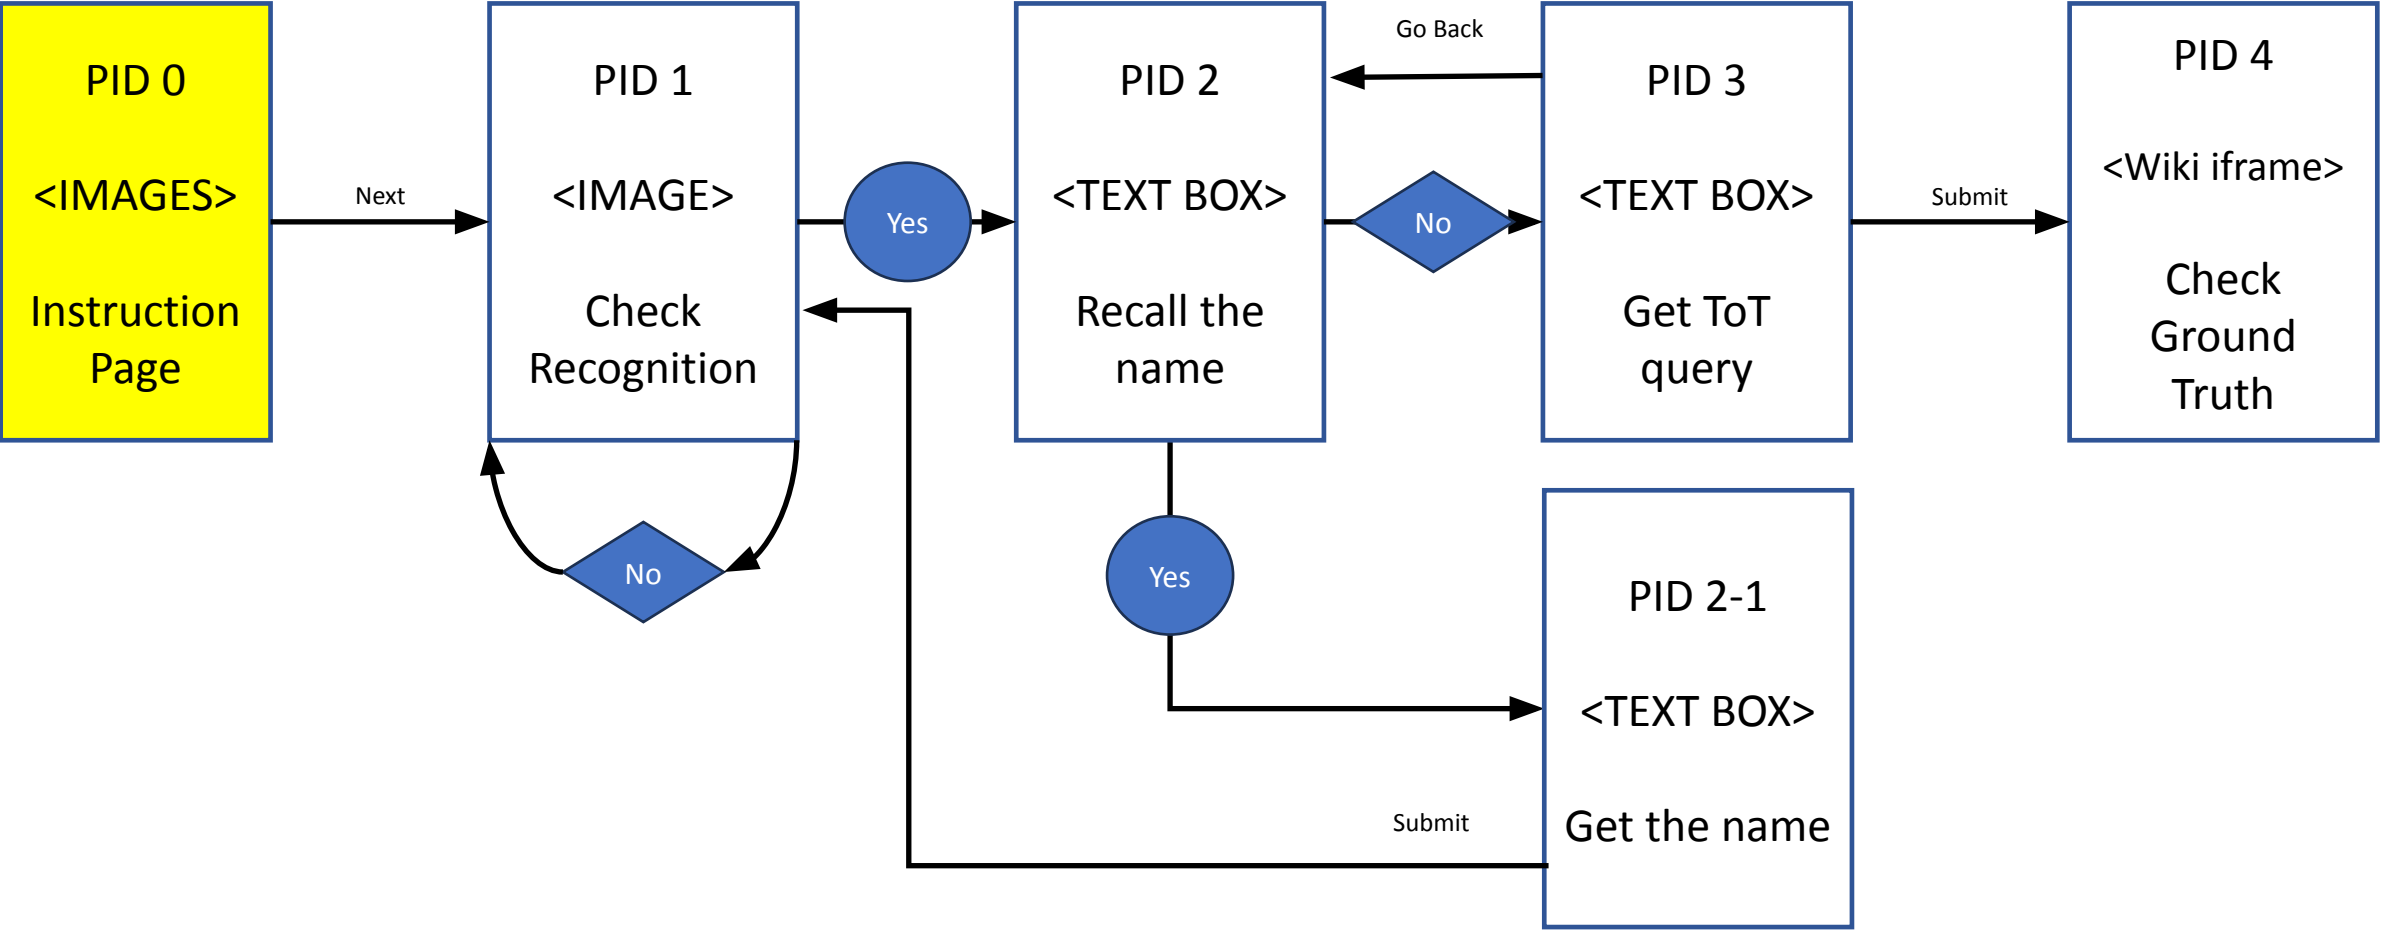 PID 0
<IMAGES>
Instruction
Page
Next
PID 1
<IMAGE>
Check
Recognition
No
Yes
PID 2
<TEXT BOX>
Recall the
name
Go Back
No
Yes
PID 3
<TEXT BOX>
Get ToT
query
Submit
PID 4
<Wiki iframe>
Check
Ground
Truth
PID 2-1
<TEXT BOX>
Get the name
Submit